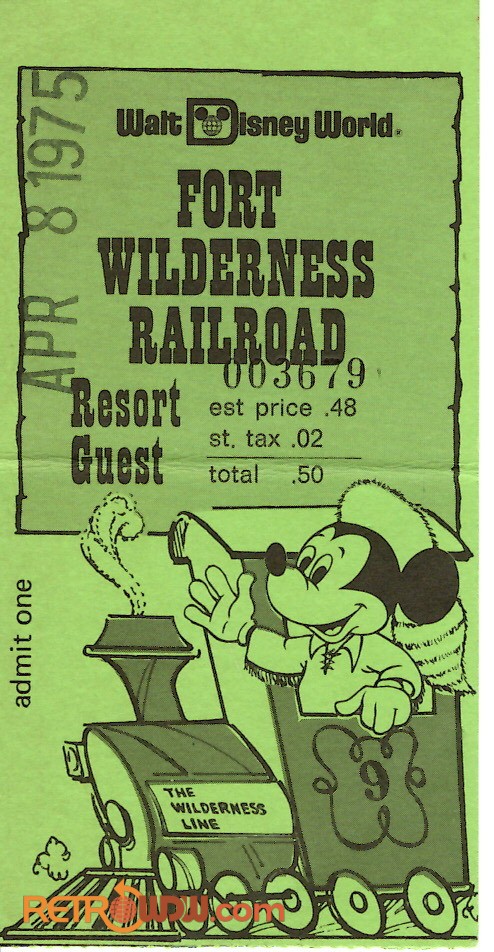 Walt Disney World®
FORT
WILDERNESS
RAILROAD
003679
Resort
Guest
est price .48
st. tax .02
total .50
APR 8 1975
admit one
THE
WILDERNESS
LINE
9
RETROWDW.com